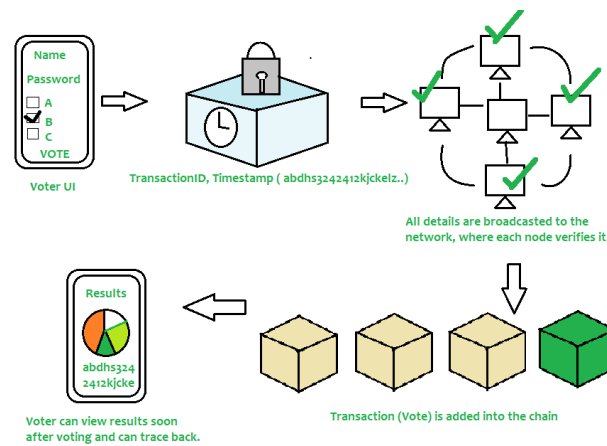 Name
Password
A
B
C
VOTE
Voter UI
TransactionID, Timestamp ( abdhs3242412kjckelz..)
All details are broadcasted to the
network, where each node verifies it
Results
abdhs324
2412kjcke
Voter can view results soon
after voting and can trace back.
Transaction (Vote) is added into the chain